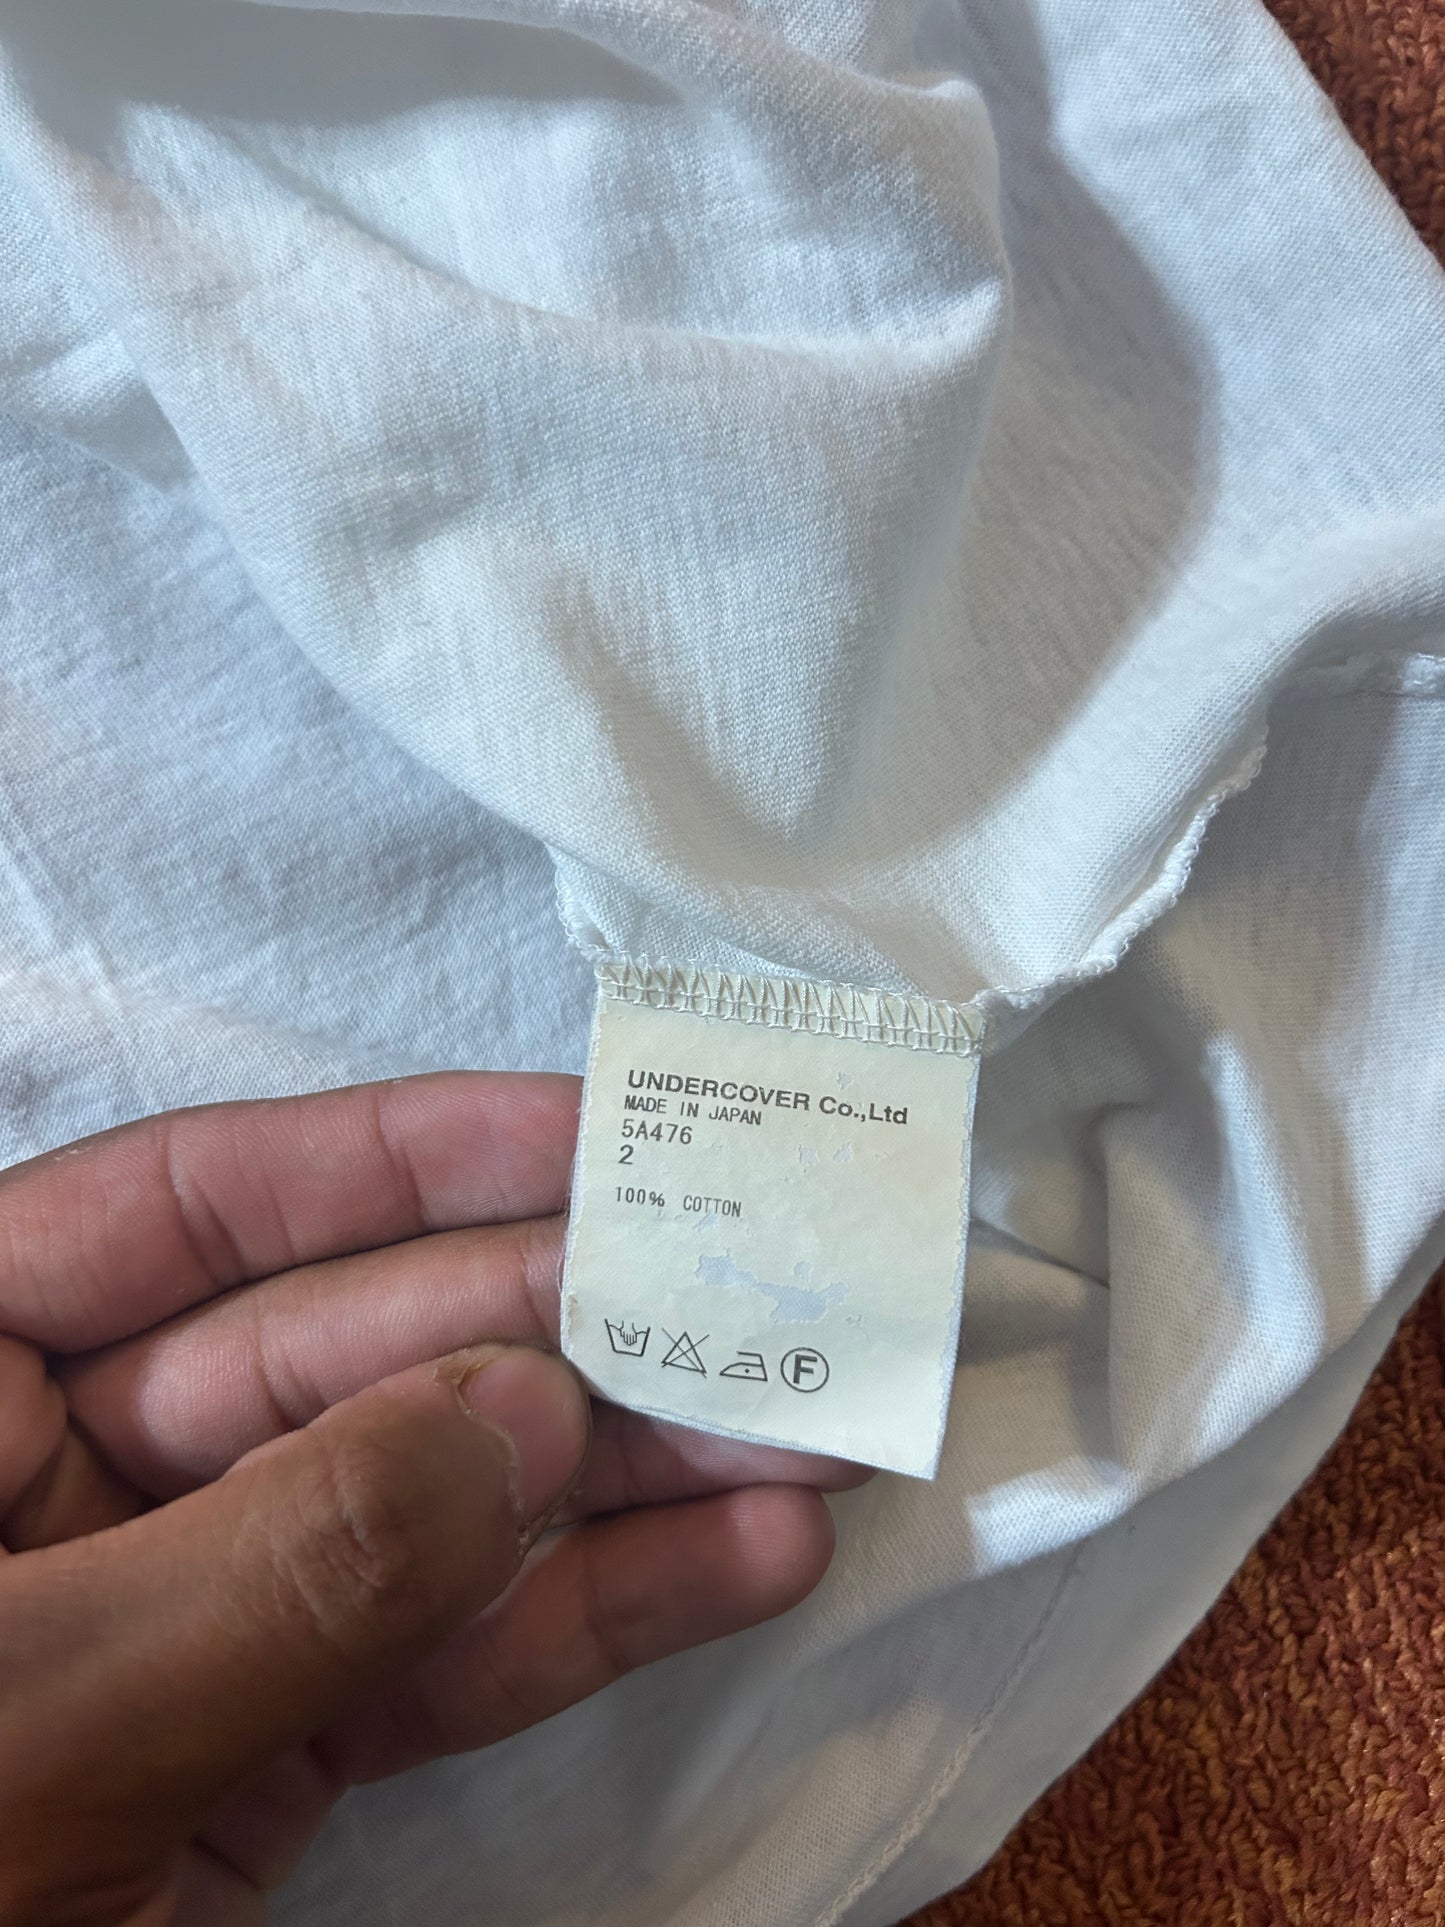 UNDERCOVER Co.,Ltd
MADE IN JAPAN
5A476
2
100% COTTON
F